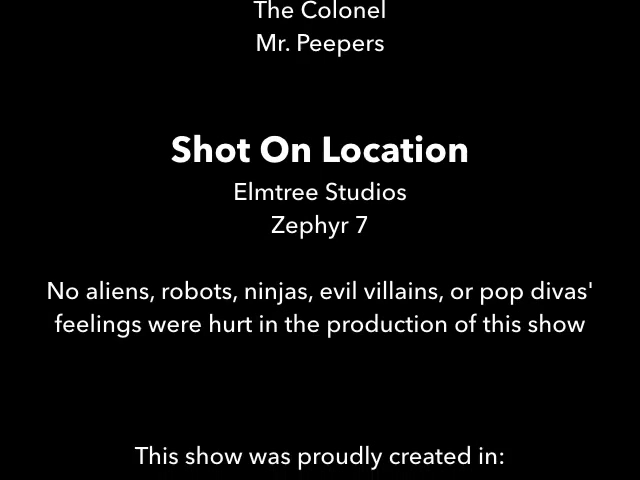 The Colonel
Mr. Peepers
Shot On Location
Elmtree Studios
Zephyr 7
No aliens, robots, ninjas, evil villains, or pop divas'
feelings were hurt in the production of this show
This show was proudly created in: